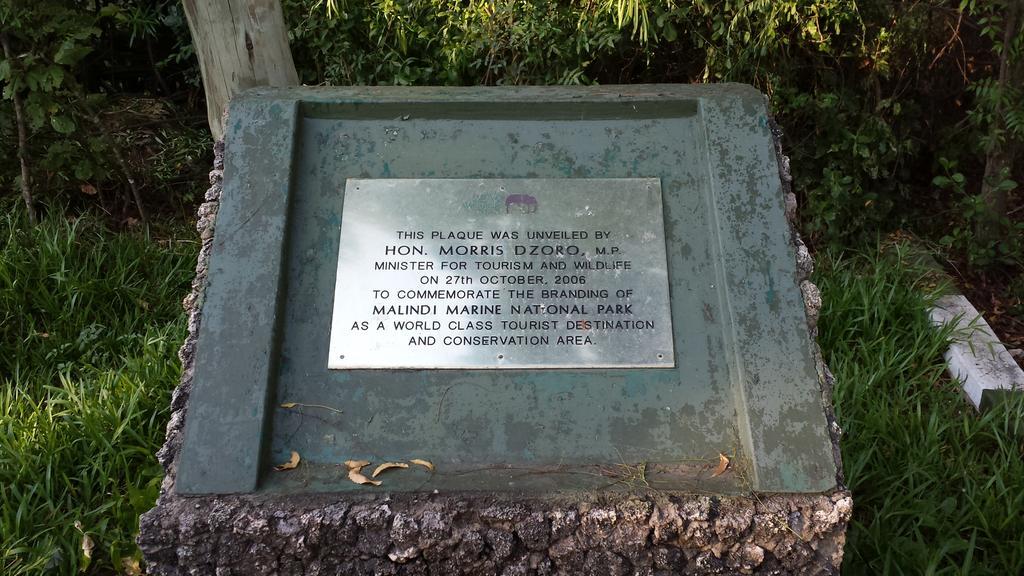 THIS PLAQUE WAS UNVEILED BY
HON. MORRIS DZORO, M.P.
MINISTER FOR TOURISM AND WILDLIFE
ON 27th OCTOBER, 2006
TO COMMEMORATE THE BRANDING OF
MALINDI MARINE NATIONAL PARK
AS A WORLD CLASS TOURIST DESTINATION
AND CONSERVATION AREA.